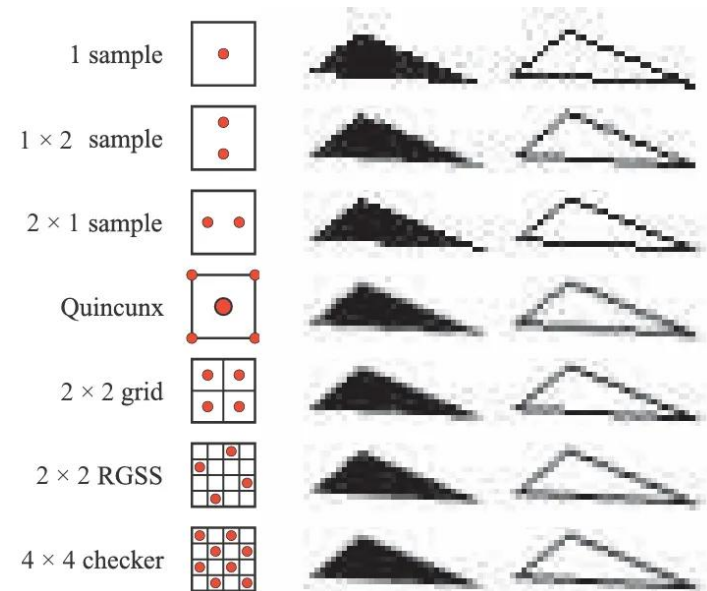 1 sample
1 × 2 sample
2 × 1 sample
Quincunx
2 × 2 grid
2 × 2 RGSS
4 × 4 checker